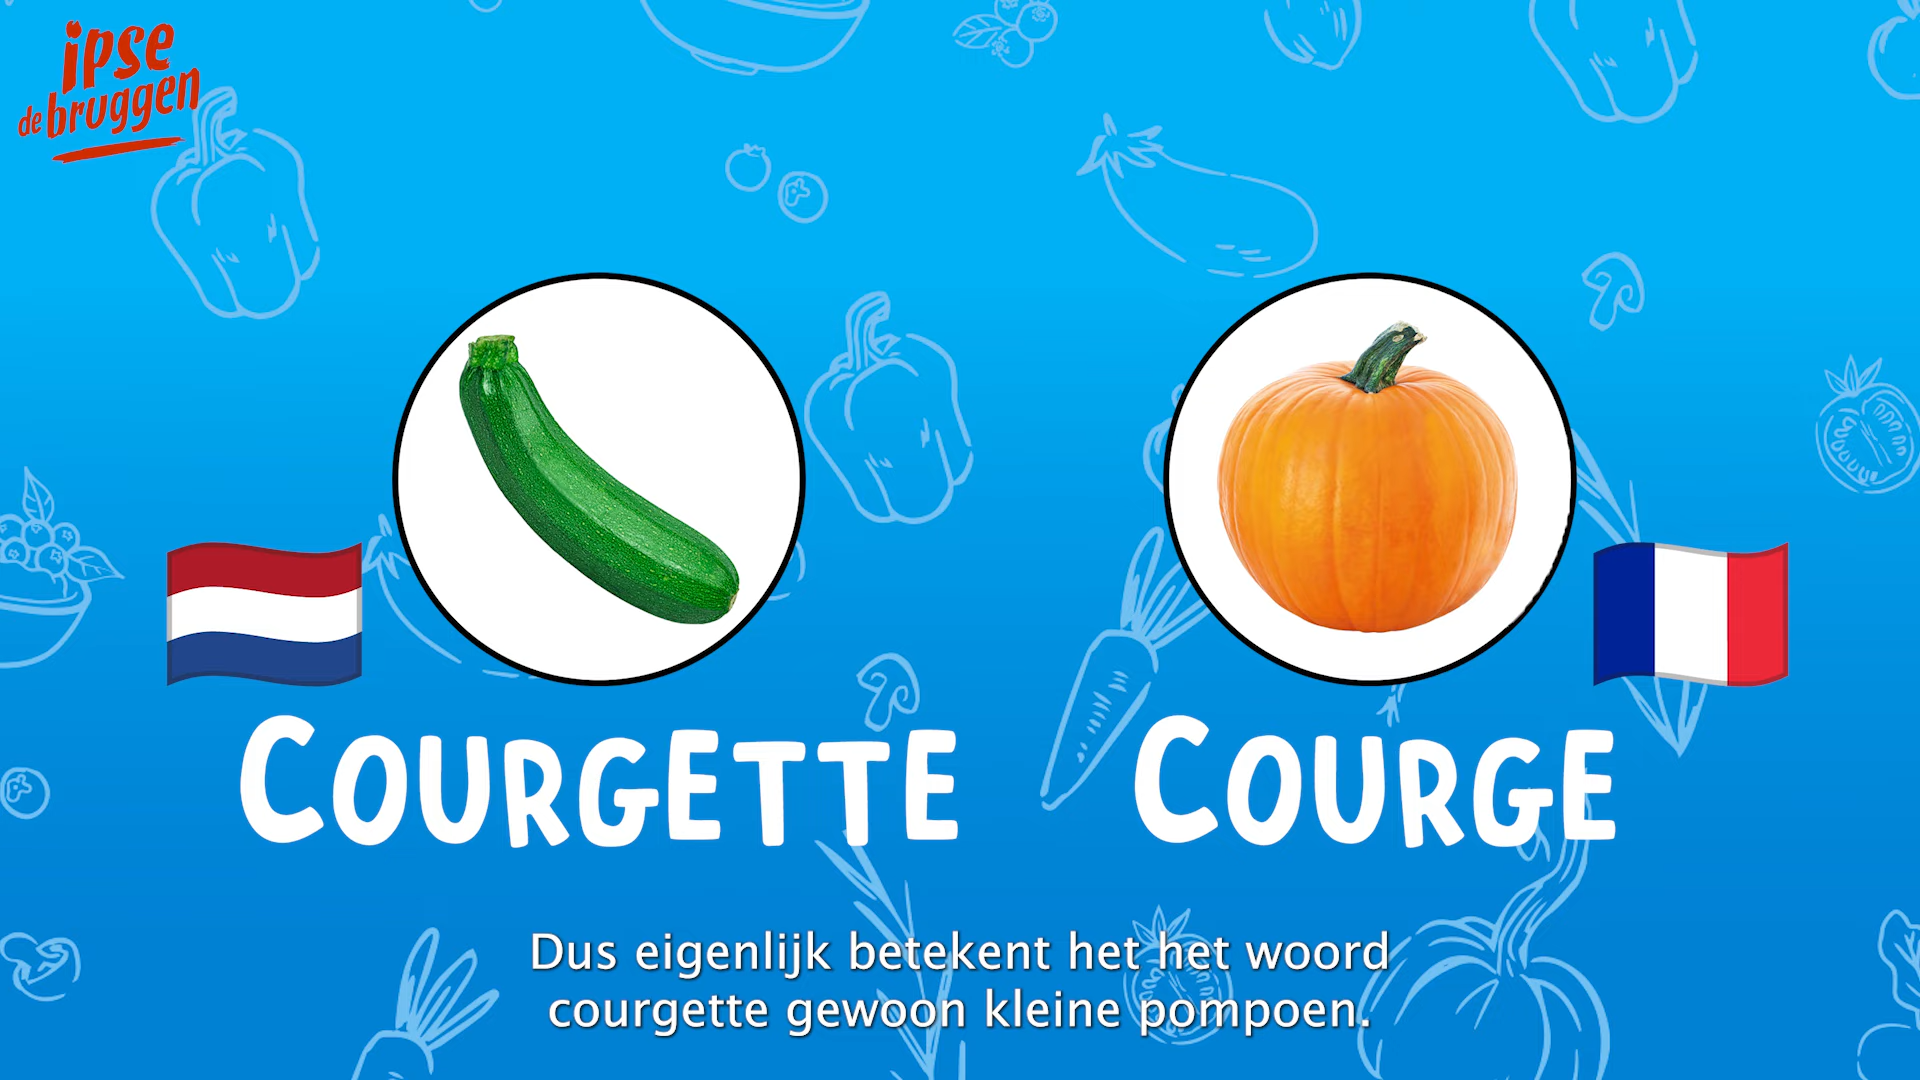 ipse
de bruggen
COURGETTE
COURGE
Dus eigenlijk betekent het het woord
courgette gewoon kleine pompoen.